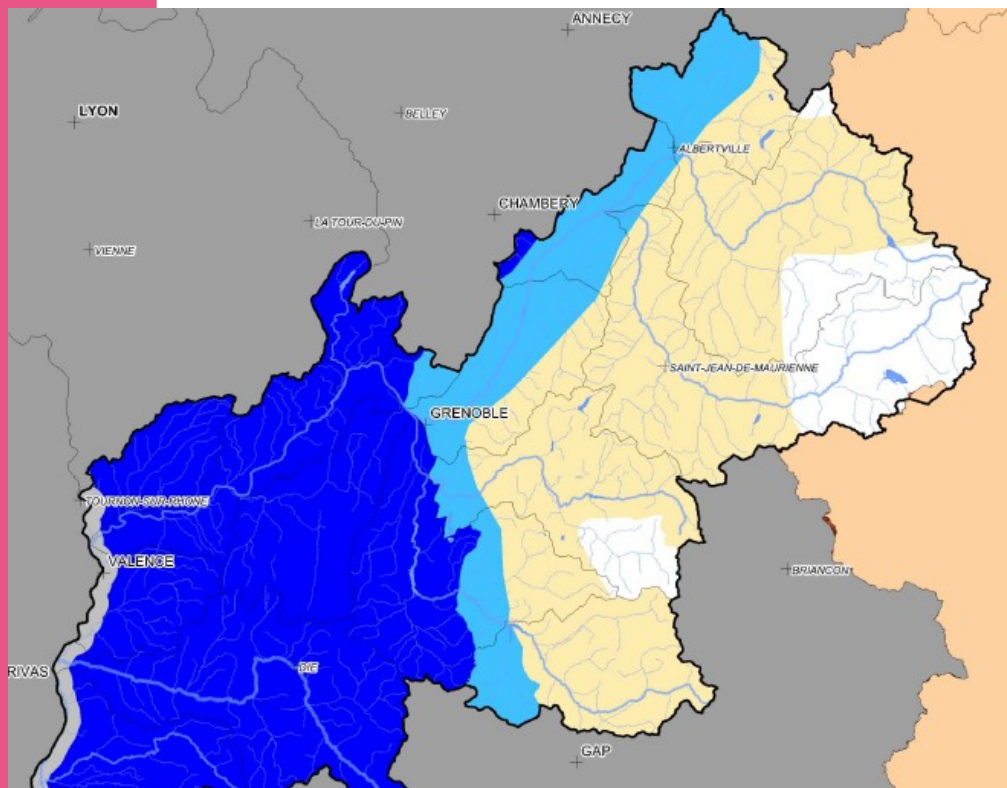 ANNECY
LYON
BELLEY
ALBERTVILLE
CHAMBERY
LA TOUR-DU-PIN
VIENNE
SAINT-JEAN-DE-MAURIENNE
GRENOBLE
TOURNON-SUR-RHONE
VALENCE
BRIANCON
RIVAS
DIE
GAP